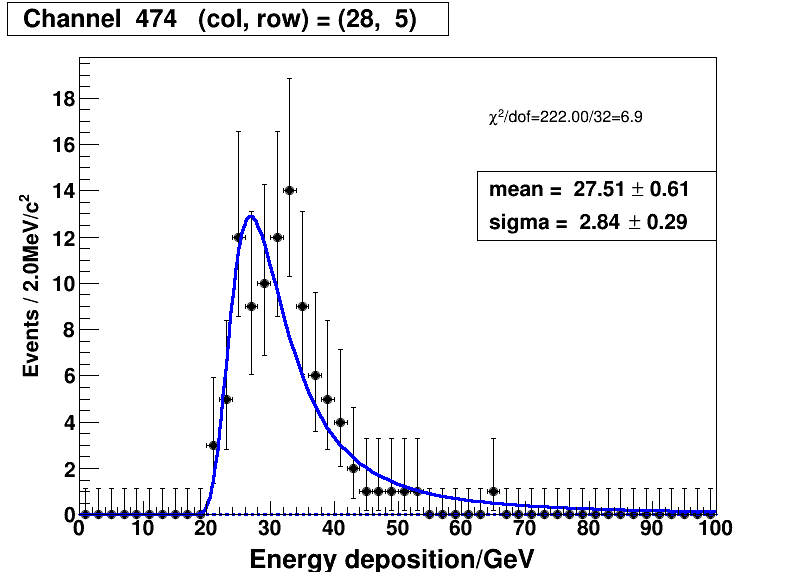 Channel 474 (col, row) = (28, 5)
χ²/dof=222.00/32=6.9
mean = 27.51 ± 0.61
sigma = 2.84 ± 0.29
Events / 2.0MeV/c²
18
16
14
12
10
8
6
4
2
0
0 10 20 30 40 50 60 70 80 90 100
Energy deposition/GeV